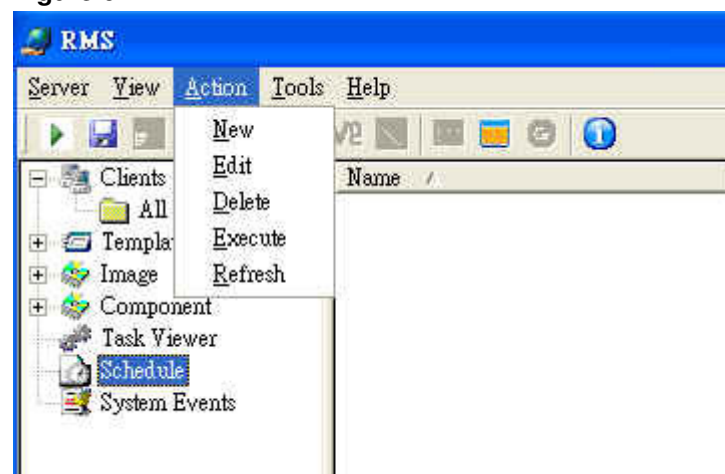 RMS
Server View Action Tools Help
New
Edit
Delete
Execute
Refresh
Name
Clients
All
Image
Component
Task Viewer
Schedule
System Events